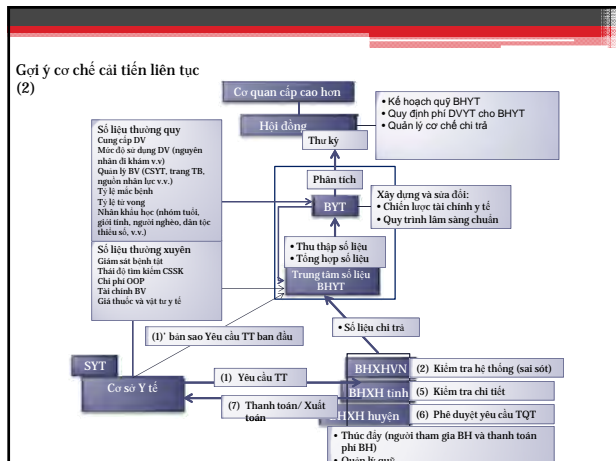 Gợi ý cơ chế cải tiến liên tục
(2)
Cơ quan cấp cao hơn
Hội đồng
• Kế hoạch quỹ BHYT
• Quy định phí DVYT cho BHYT
• Quản lý cơ chế chi trả
Thư ký
Số liệu thường quy
Cung cấp DV
Mức độ sử dụng DV (nguyên
nhân đi khám v.v)
Quản lý BV (CSYT, trang TB,
nguồn nhân lực v.v.)
Tỷ lệ mắc bệnh
Tỷ lệ tử vong
Nhân khẩu học (nhóm tuổi,
giới tính, người nghèo, dân tộc
thiểu số, v.v.)
Phân tích
BYT
Xây dựng và sửa đổi:
• Chiến lược tài chính y tế
• Quy trình lâm sàng chuẩn
Số liệu thường xuyên
Giám sát bệnh tật
Thái độ tìm kiếm CSSK
Chi phí OOP
Tài chính BV
Giá thuốc và vật tư y tế
• Thu thập số liệu
• Tổng hợp số liệu
Trung tâm số liệu
BHYT
(1)' bản sao Yêu cầu TT ban đầu
• Số liệu chi trả
SYT
Cơ sở Y tế
(1) Yêu cầu TT
(7) Thanh toán/ Xuất
toán
BHXHVN
(2) Kiểm tra hệ thống (sai sót)
BHXH tỉnh
(5) Kiểm tra chi tiết
BHXH huyện
(6) Phê duyệt yêu cầu TQT
• Thúc đẩy (người tham gia BH và thanh toán
phí BH)
• Quản lý quỹ